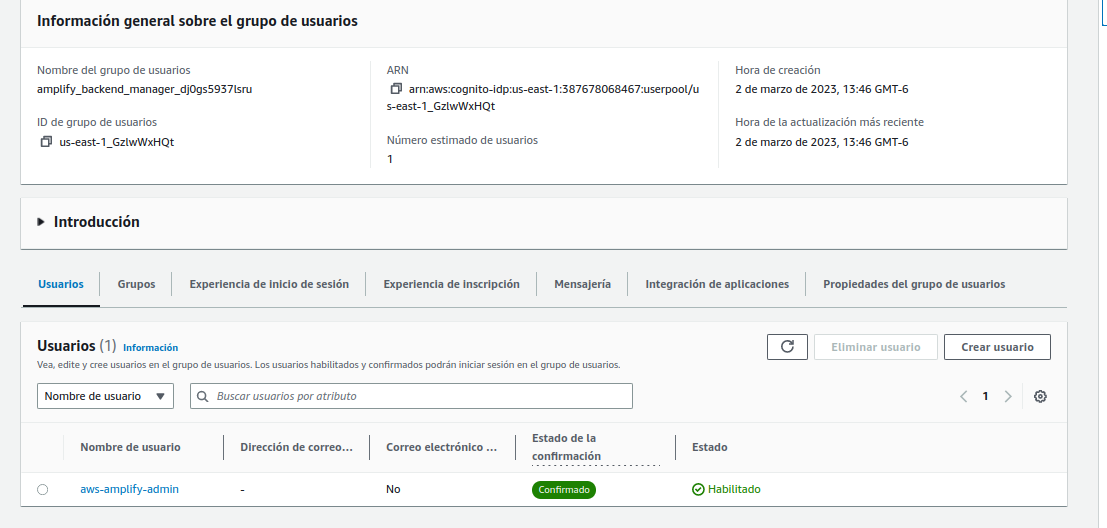 Información general sobre el grupo de usuarios
Nombre del grupo de usuarios
amplify_backend_manager_dj0gs5937lsru
ID de grupo de usuarios
us-east-1_GzlwWxHQt
ARN
arn:aws:cognito-idp:us-east-1:387678068467:userpool/u
s-east-1_GzlwWxHQt
Número estimado de usuarios
1
Hora de creación
2 de marzo de 2023, 13:46 GMT-6
Hora de la actualización más reciente
2 de marzo de 2023, 13:46 GMT-6
Introducción
Usuarios Grupos Experiencia de inicio de sesión Experiencia de inscripción Mensajería Integración de aplicaciones Propiedades del grupo de usuarios
Usuarios (1) Información
Vea, edite y cree usuarios en el grupo de usuarios. Los usuarios habilitados y confirmados podrán iniciar sesión en el grupo de usuarios.
Eliminar usuario Crear usuario
Nombre de usuario Buscar usuarios por atributo 1
Nombre de usuario Dirección de correo... Correo electrónico ... Estado de la
confirmación Estado
aws-amplify-admin - No Confirmado Habilitado